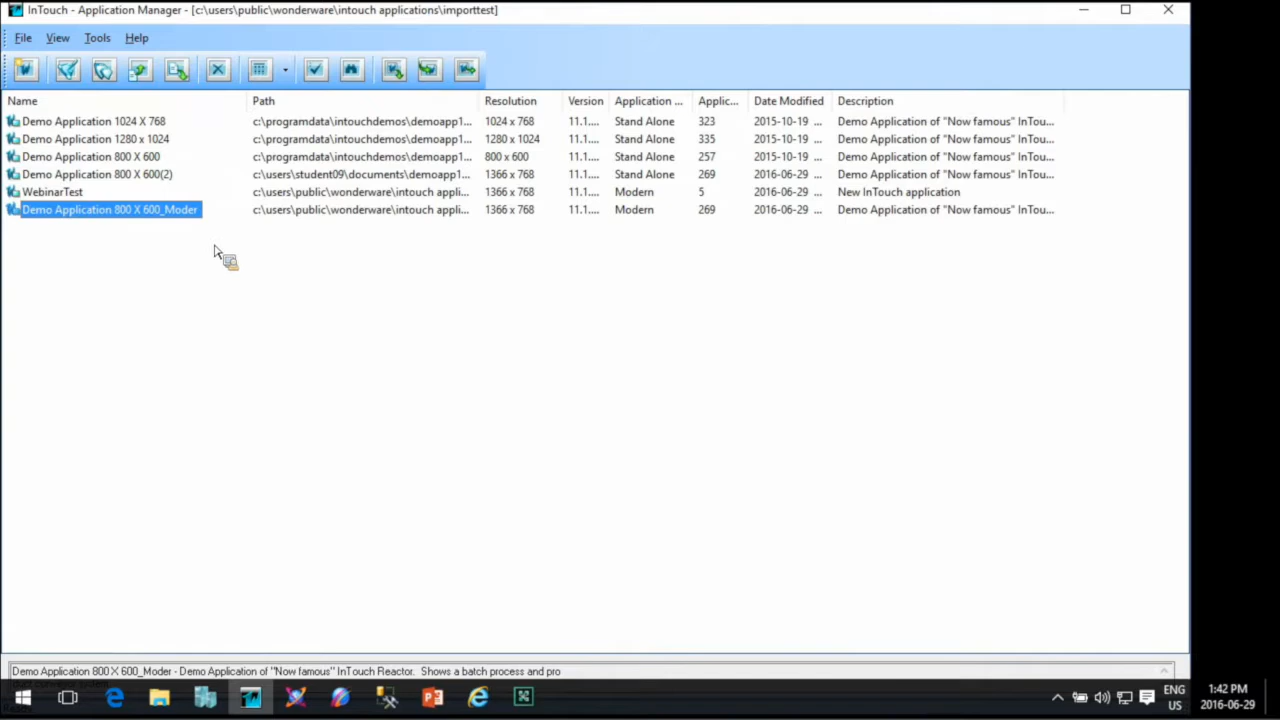 InTouch - Application Manager - [c:\users\public\wonderware\intouch applications\importtest]
File View Tools Help
Name Path Resolution Version Application ... Applic... Date Modified Description
Demo Application 1024 X 768 c:\programdata\intouchdemos\demoapp1... 1024 x 768 11.1.... Stand Alone 323 2015-10-19 ... Demo Application of "Now famous" InTou...
Demo Application 1280 x 1024 c:\programdata\intouchdemos\demoapp1... 1280 x 1024 11.1.... Stand Alone 335 2015-10-19 ... Demo Application of "Now famous" InTou...
Demo Application 800 X 600 c:\programdata\intouchdemos\demoapp1... 800 x 600 11.1.... Stand Alone 257 2015-10-19 ... Demo Application of "Now famous" InTou...
Demo Application 800 X 600(2) c:\users\student09\documents\demoapp1... 1366 x 768 11.1.... Stand Alone 269 2016-06-29 ... Demo Application of "Now famous" InTou...
WebinarTest c:\users\public\wonderware\intouch appli... 1366 x 768 11.1.... Modern 5 2016-06-29 ... New InTouch application
Demo Application 800 X 600_Moder c:\users\public\wonderware\intouch appli... 1366 x 768 11.1.... Modern 269 2016-06-29 ... Demo Application of "Now famous" InTou...
Demo Application 800 X 600_Moder - Demo Application of "Now famous" InTouch Reactor. Shows a batch process and pro
ENG 1:42 PM
US 2016-06-29